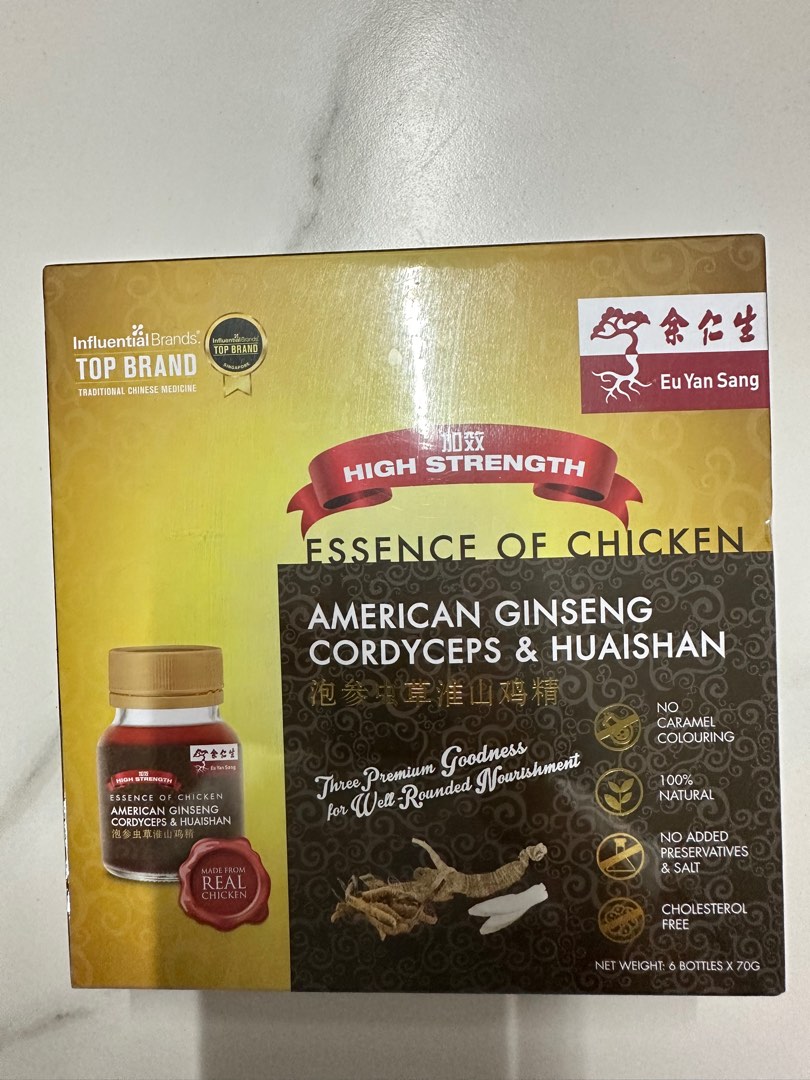 Influential Brands®
TOP BRAND
TRADITIONAL CHINESE MEDICINE
Influential Brands
TOP BRAND
SINGAPORE
余仁生
Eu Yan Sang
加效
HIGH STRENGTH
ESSENCE OF CHICKEN
AMERICAN GINSENG
CORDYCEPS & HUAISHAN
泡参虫草淮山鸡精
Three Premium Goodness
for Well-Rounded Nourishment
NO
CARAMEL
COLOURING
100%
NATURAL
NO ADDED
PRESERVATIVES
& SALT
CHOLESTEROL
FREE
NET WEIGHT: 6 BOTTLES X 70G
余仁生
Eu Yan Sang
加效
HIGH STRENGTH
ESSENCE OF CHICKEN
AMERICAN GINSENG
CORDYCEPS & HUAISHAN
泡参虫草淮山鸡精
MADE FROM
REAL
CHICKEN